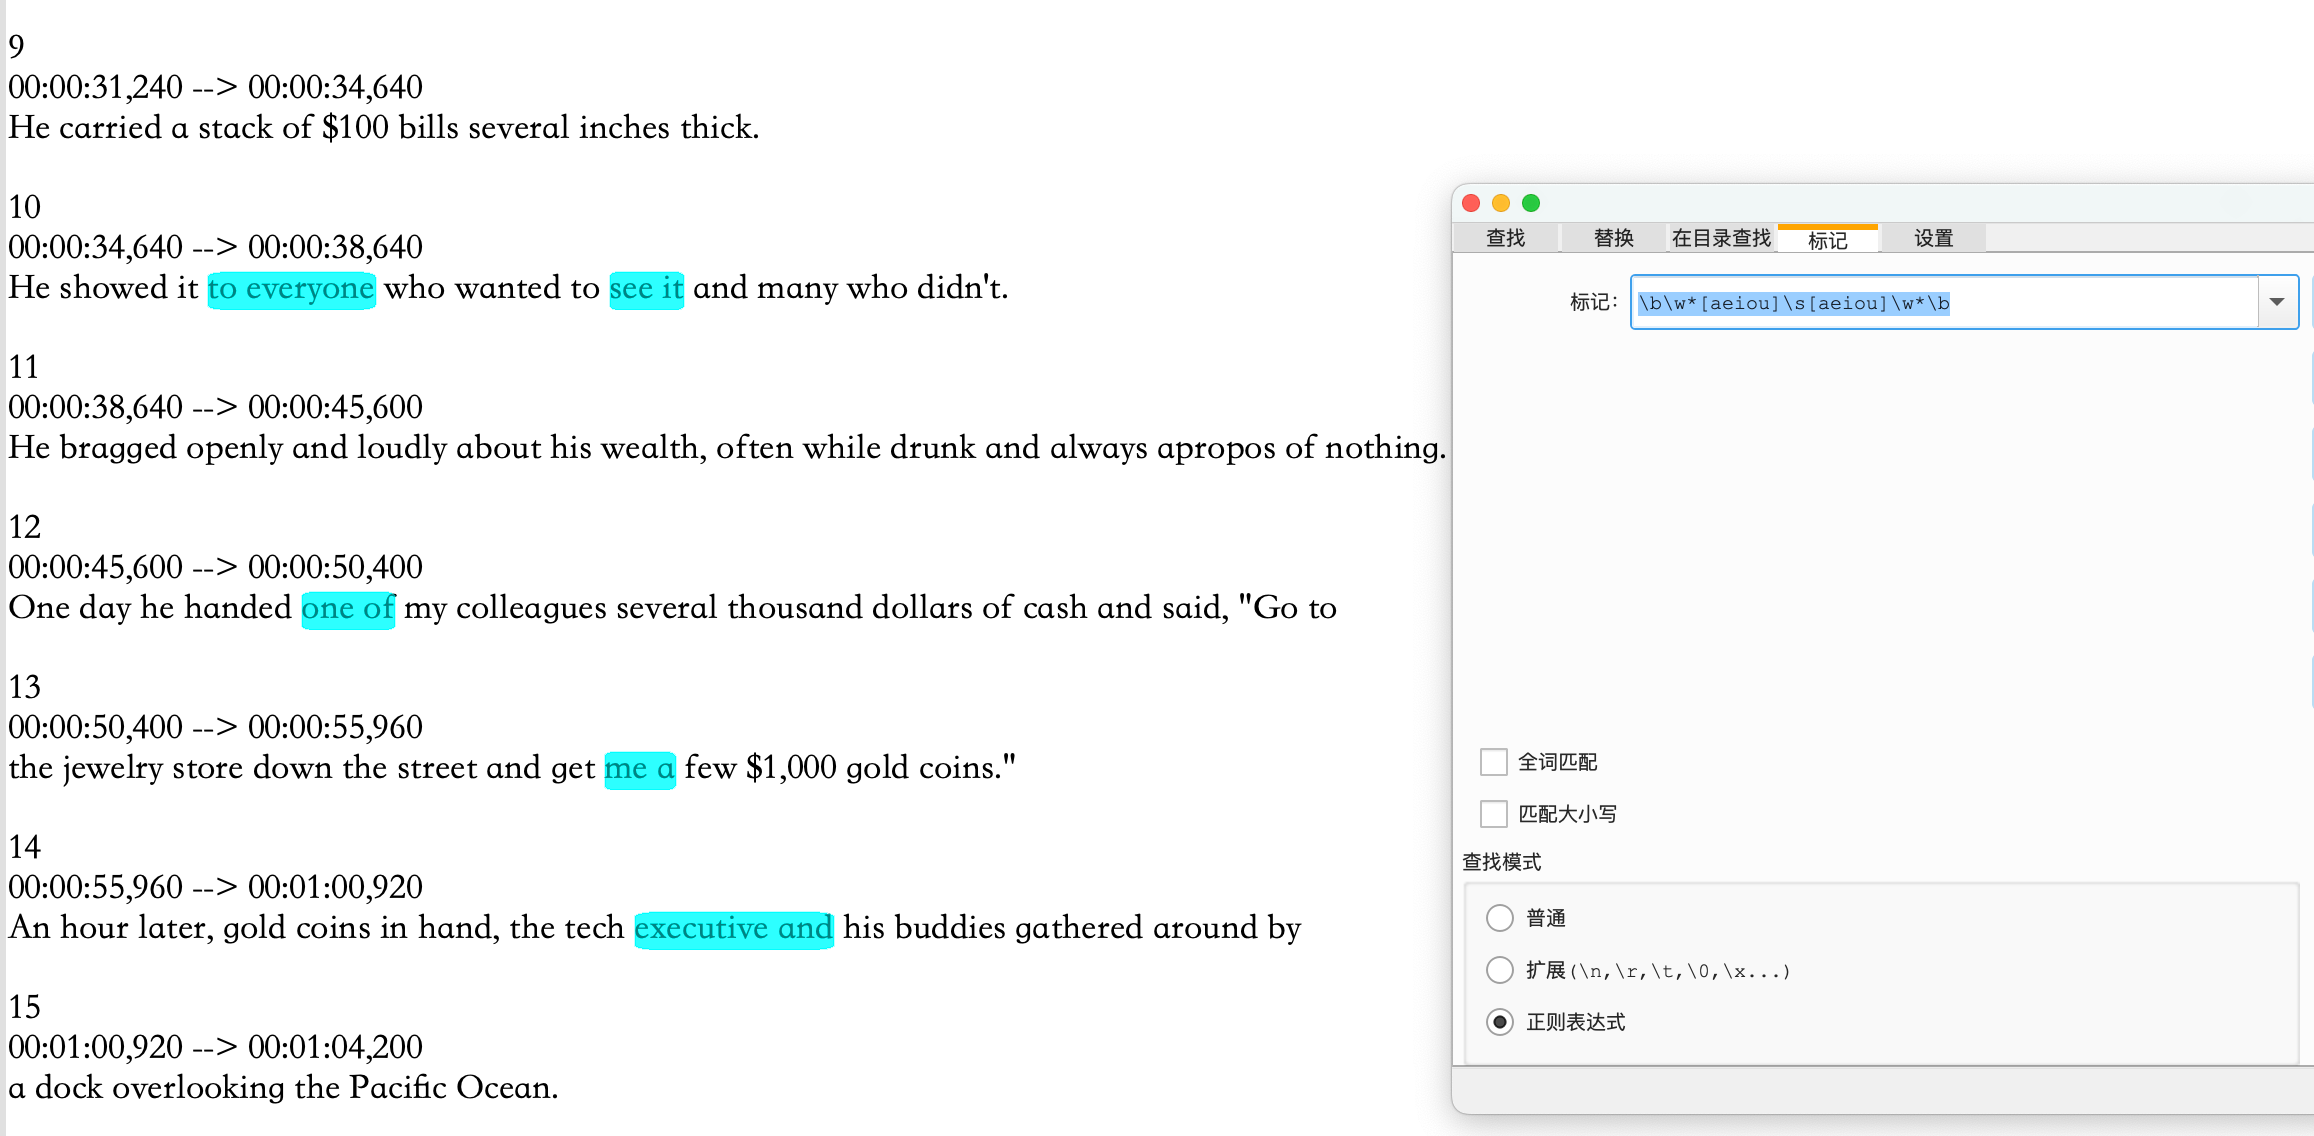 9
00:00:31,240 --> 00:00:34,640
He carried a stack of $100 bills several inches thick.
10
00:00:34,640 --> 00:00:38,640
He showed it to everyone who wanted to see it and many who didn't.
11
00:00:38,640 --> 00:00:45,600
He bragged openly and loudly about his wealth, often while drunk and always apropos of nothing.
12
00:00:45,600 --> 00:00:50,400
One day he handed one of my colleagues several thousand dollars of cash and said, "Go to
13
00:00:50,400 --> 00:00:55,960
the jewelry store down the street and get me a few $1,000 gold coins."
14
00:00:55,960 --> 00:01:00,920
An hour later, gold coins in hand, the tech executive and his buddies gathered around by
15
00:01:00,920 --> 00:01:04,200
a dock overlooking the Pacific Ocean.
查找 替换 在目录查找 标记 设置
标记: \b\w*[aeiou]\s[aeiou]\w*\b
全词匹配
匹配大小写
查找模式
普通
扩展(\n,\r,\t,\0,\x...)
正则表达式